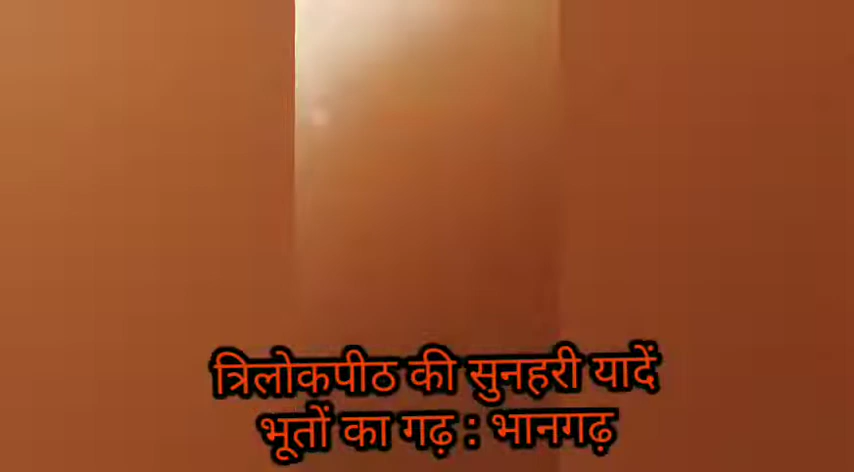 त्रिलोकपीठ की सुनहरी यादें
भूतों का गढ़ : भानगढ़